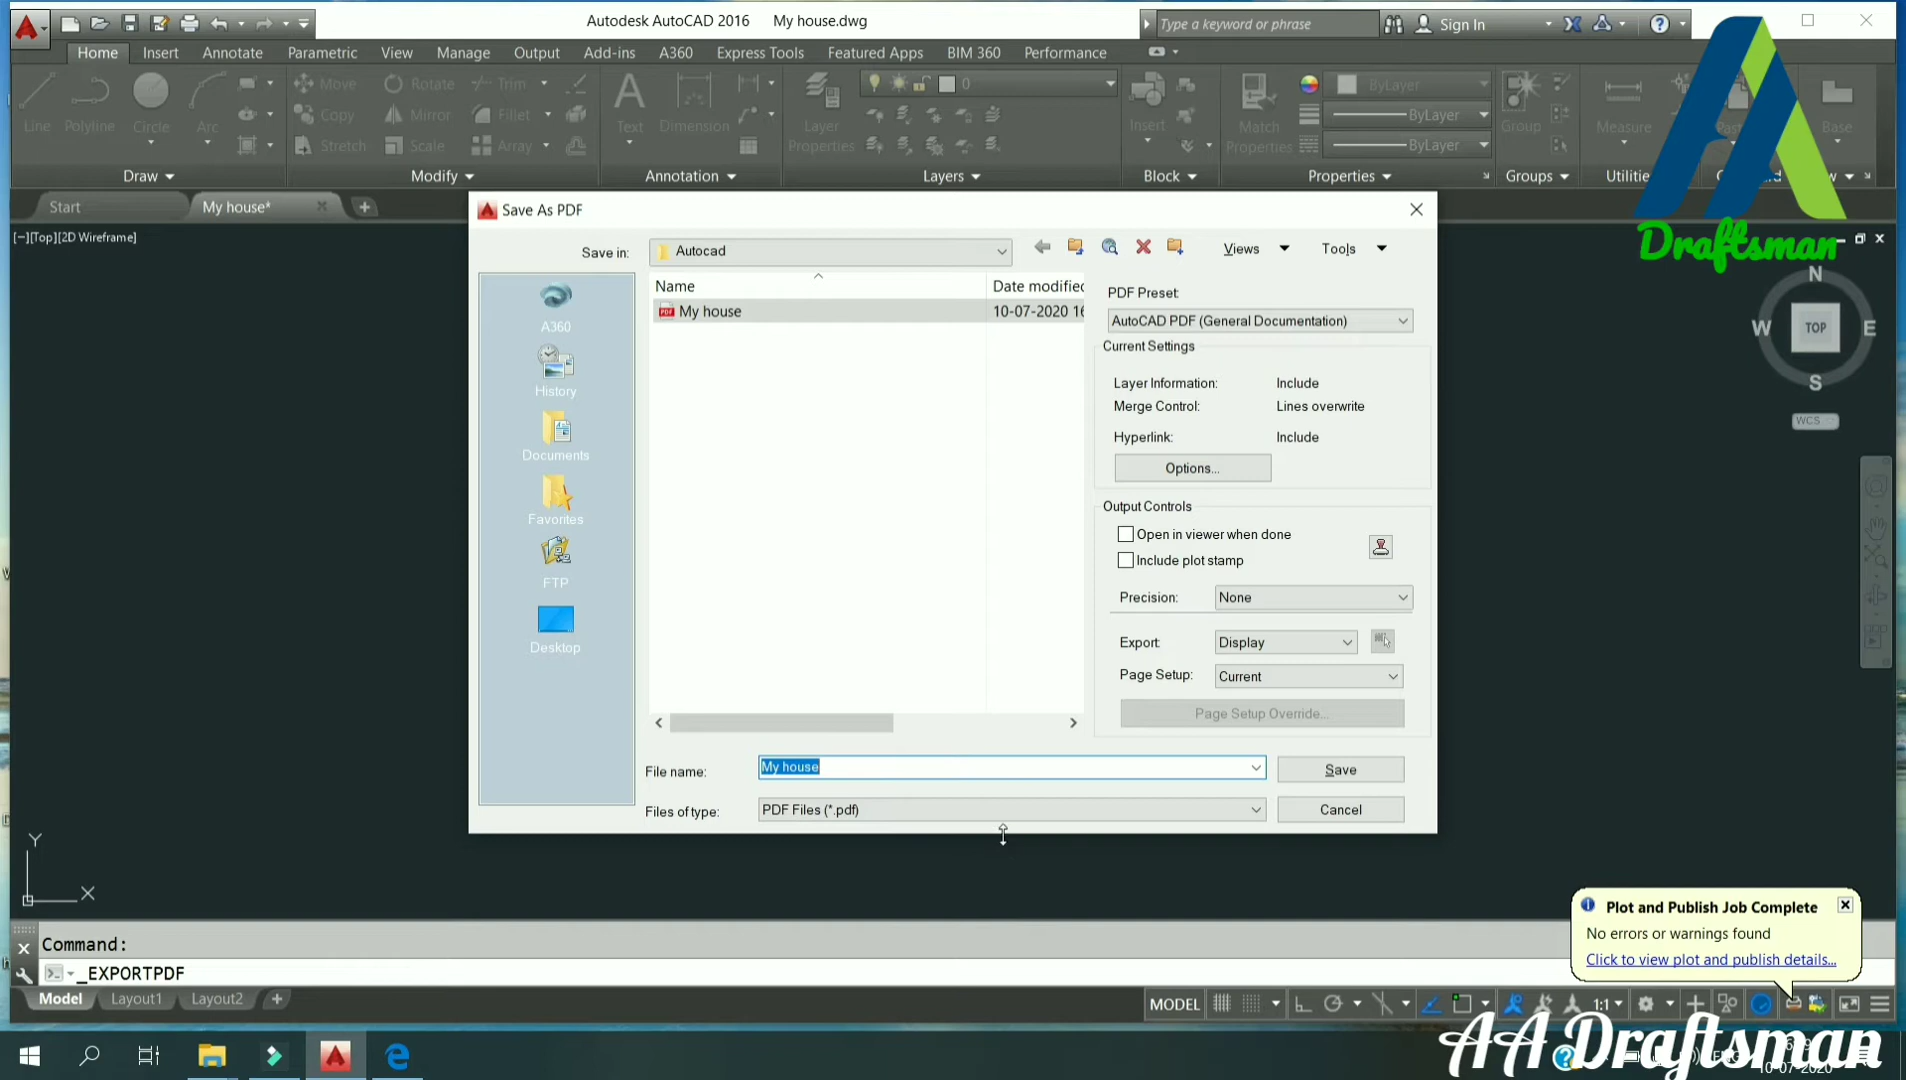 Autodesk AutoCAD 2016 My house.dwg
Type a keyword or phrase
Sign In
Home Insert Annotate Parametric View Manage Output Add-ins A360 Express Tools Featured Apps BIM 360 Performance
Line Polyline Circle Arc
Move Rotate Trim
Copy Mirror Fillet
Stretch Scale Array
Text Dimension
Layer Properties
0
Insert
Match Properties
ByLayer
ByLayer
ByLayer
Group
Measure
Base
Draw Modify Annotation Layers Block Properties Groups
Start My house*
[−][Top][2D Wireframe]
Draftsman
N
W TOP E
S
WCS
Save As PDF
Save in: Autocad
Views Tools
A360
History
Documents
Favorites
FTP
Desktop
Name Date modified
My house 10-07-2020 16
PDF Preset:
AutoCAD PDF (General Documentation)
Current Settings
Layer Information: Include
Merge Control: Lines overwrite
Hyperlink: Include
Options...
Output Controls
Open in viewer when done
Include plot stamp
Precision: None
Export: Display
Page Setup: Current
Page Setup Override...
File name: My house
Save
Files of type: PDF Files (*.pdf)
Cancel
Y
X
Plot and Publish Job Complete
No errors or warnings found
Click to view plot and publish details...
Command:
_EXPORTPDF
Model Layout1 Layout2
MODEL 1:1
AA Draftsman
10-07-2020